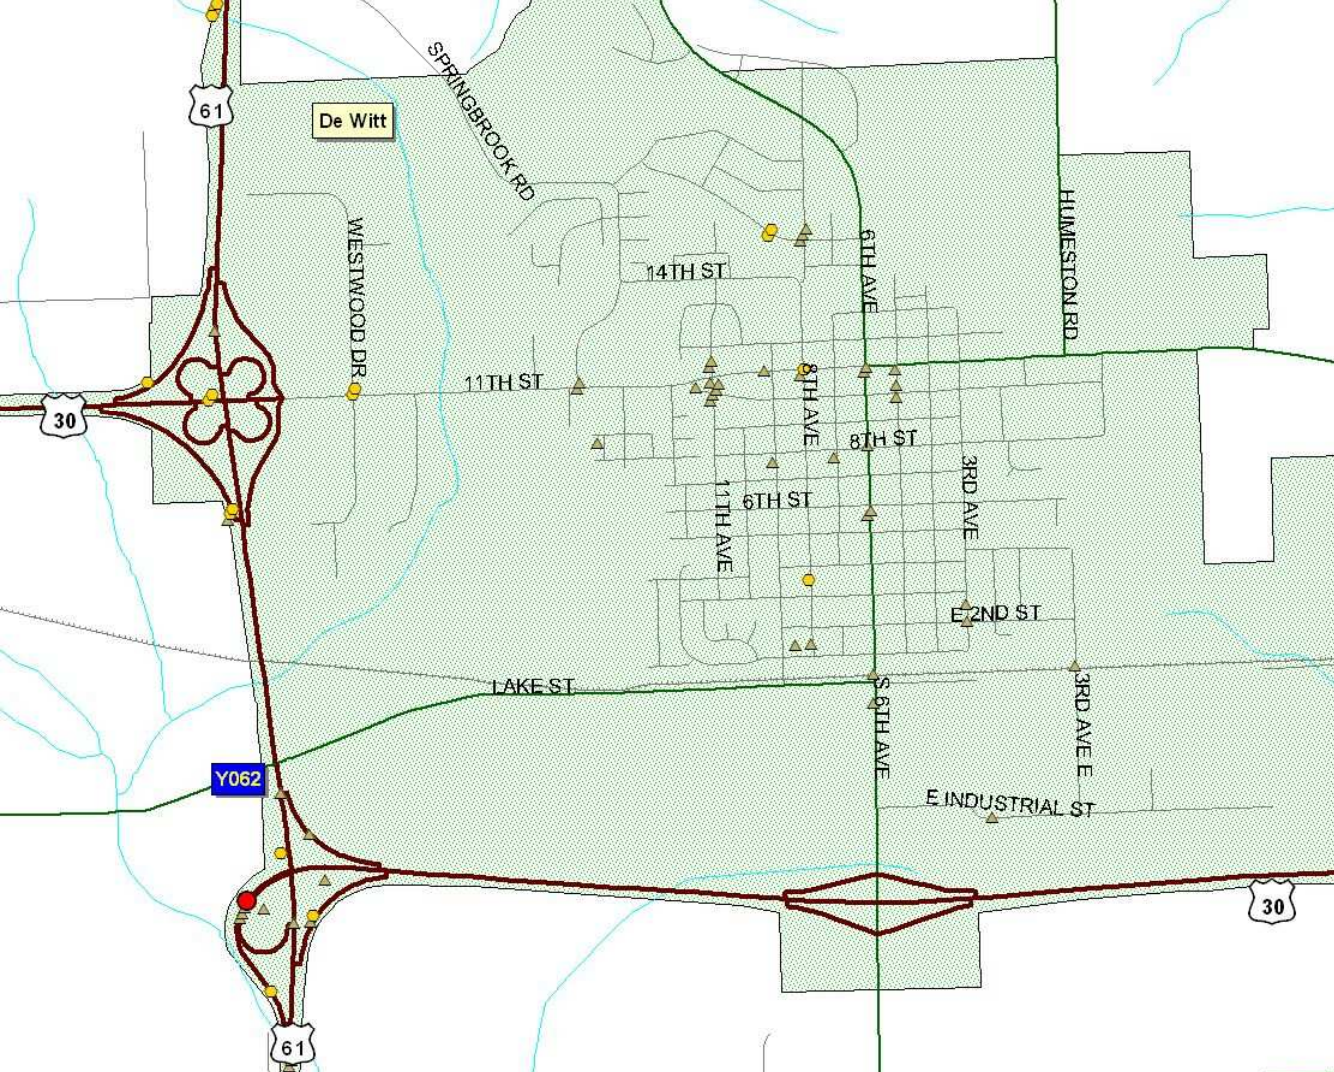 SPRINGBROOK RD
61
De Witt
HUMESTON RD
WESTWOOD DR
6TH AVE
14TH ST
11TH ST
8TH AVE
30
8TH ST
3RD AVE
11TH AVE
6TH ST
E 2ND ST
LAKE ST
S 6TH AVE
3RD AVE E
Y062
E INDUSTRIAL ST
30
61